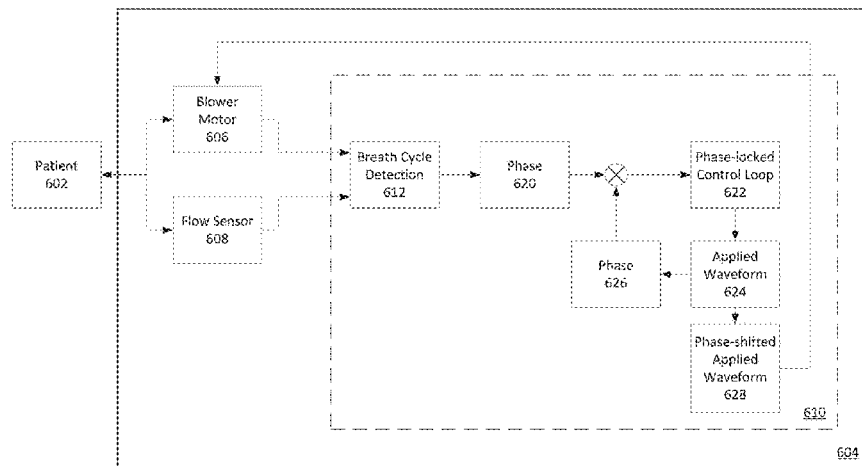 Blower
Motor
606
Patient
602
Flow Sensor
608
Breath Cycle
Detection
612
Phase
620
Phase-locked
Control Loop
622
Phase
626
Applied
Waveform
624
Phase-shifted
Applied
Waveform
628
610
604